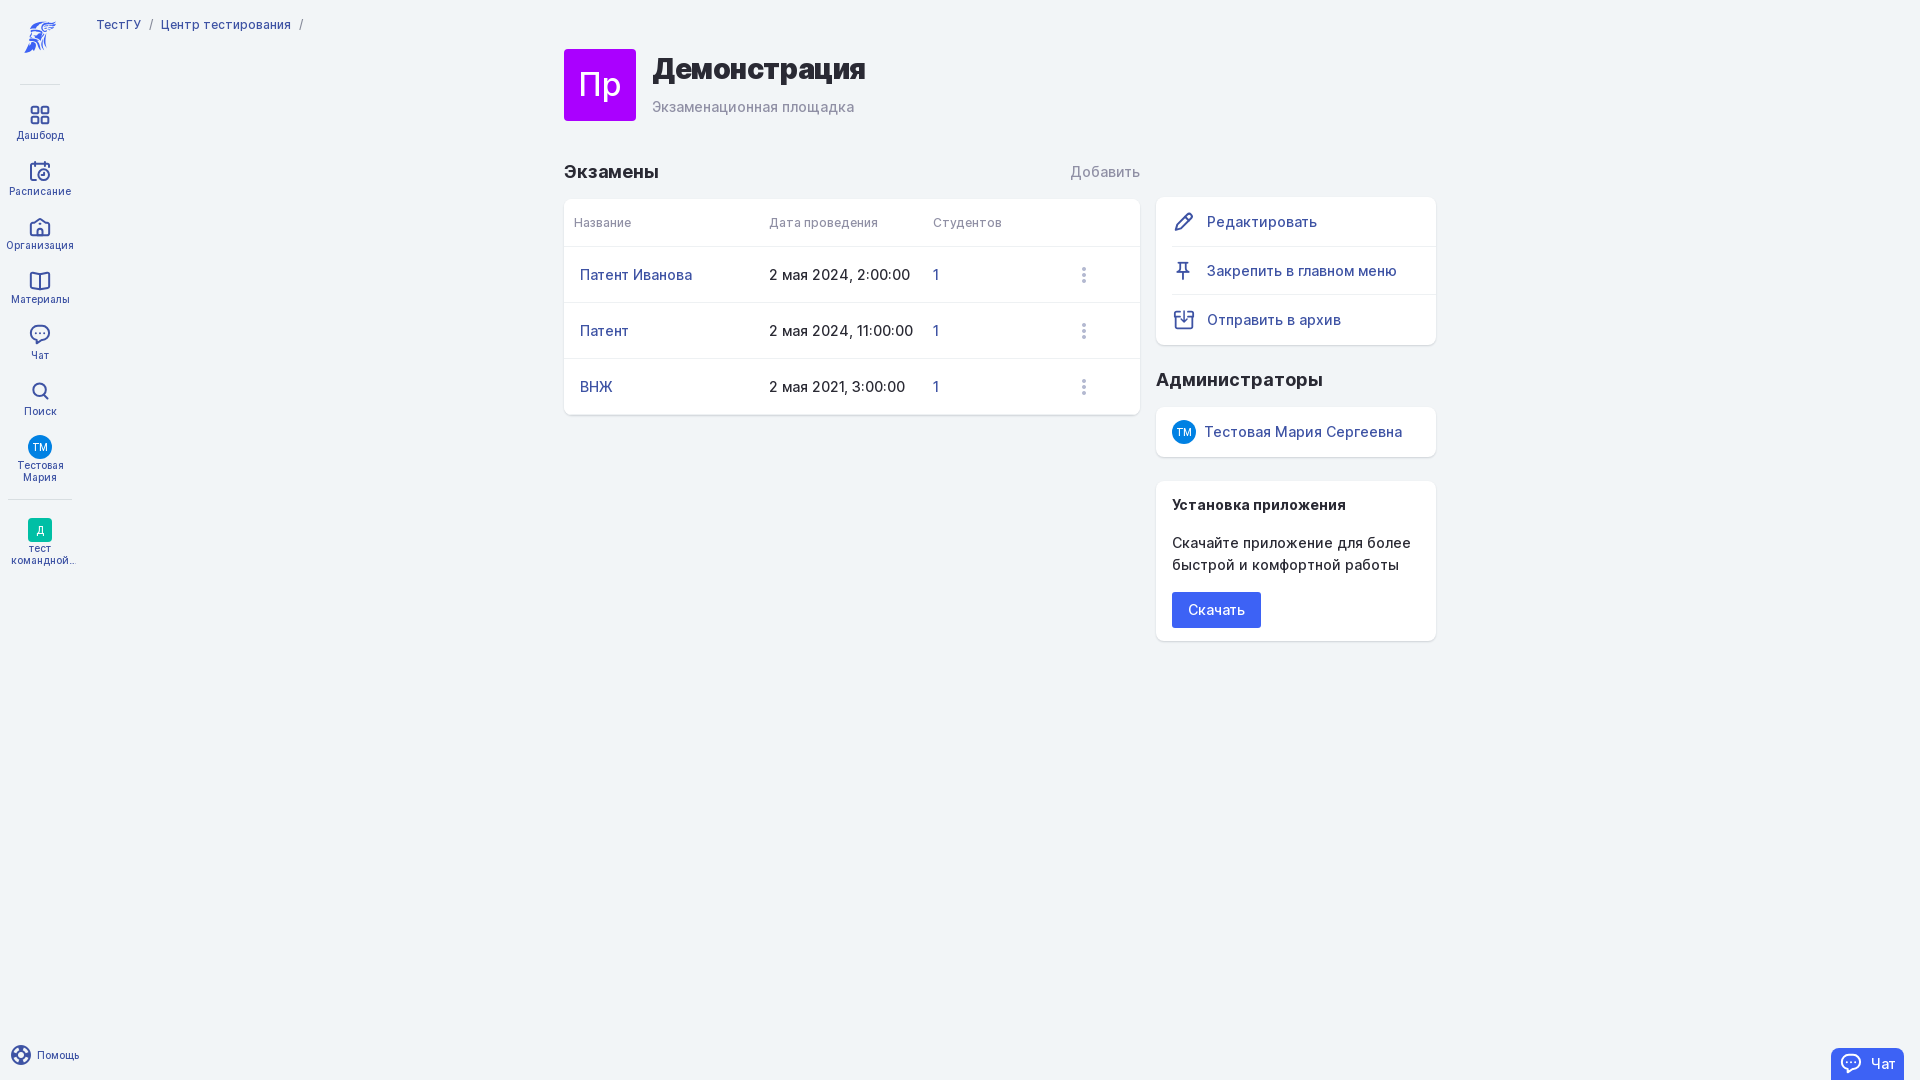 ТестГУ / Центр тестирования /
Дашборд
Расписание
Организация
Материалы
Чат
Поиск
ТМ
Тестовая
Мария
Д
тест
командной...
Помощь
Пр
Демонстрация
Экзаменационная площадка
Экзамены
Добавить
Название Дата проведения Студентов
Патент Иванова 2 мая 2024, 2:00:00 1
Патент 2 мая 2024, 11:00:00 1
ВНЖ 2 мая 2021, 3:00:00 1
Редактировать
Закрепить в главном меню
Отправить в архив
Администраторы
ТМ Тестовая Мария Сергеевна
Установка приложения
Скачайте приложение для более
быстрой и комфортной работы
Скачать
Чат